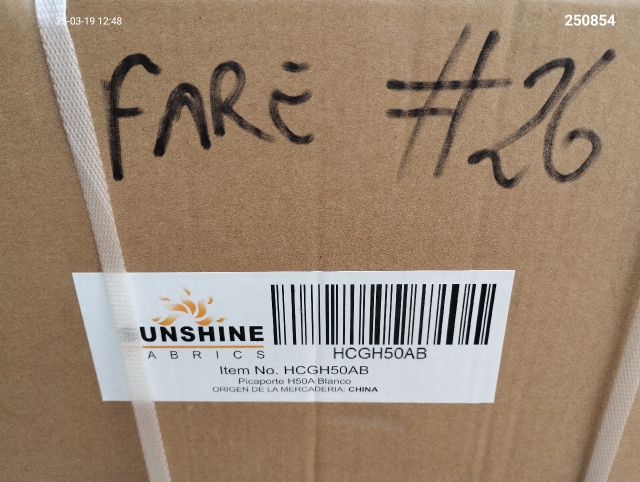 25-03-19 12:48
250854
FARE #26
UNSHINE
ABRICS
HCGH50AB
Item No. HCGH50AB
Picaporte H50A Blanco
ORIGEN DE LA MERCADERIA: CHINA